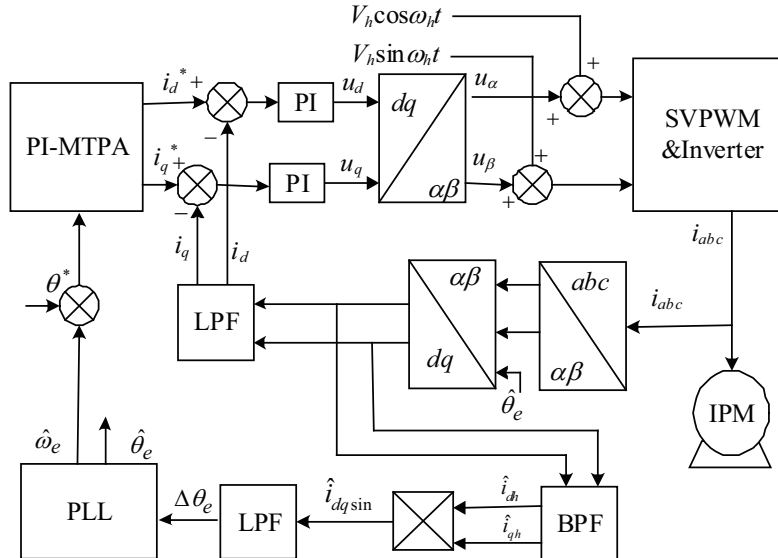 V_h cosω_h t
V_h sin ω_h t
i_d* +
+
PI-MTPA
PI
u_d
dq
αβ
u_α
+
SVPWM
&Inverter
−
i_q* +
−
PI
u_q
u_β
+
+
i_q
i_d
i_abc
θ*
LPF
αβ
dq
abc
αβ
i_abc
θ̂_e
IPM
ω̂_e
θ̂_e
PLL
Δθ_e
LPF
î_dq sin
î_dh
î_qh
BPF